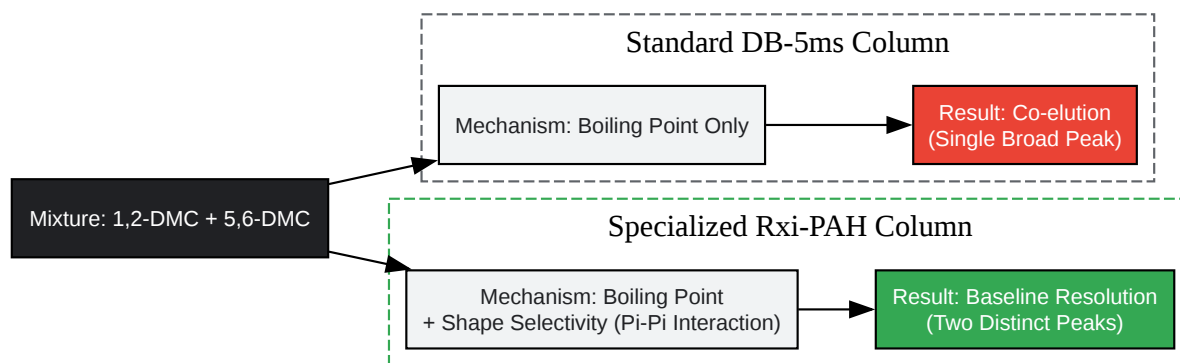 Standard DB-5ms Column
Mechanism: Boiling Point Only
Result: Co-elution
(Single Broad Peak)
Mixture: 1,2-DMC + 5,6-DMC
Specialized Rxi-PAH Column
Mechanism: Boiling Point
+ Shape Selectivity (Pi-Pi Interaction)
Result: Baseline Resolution
(Two Distinct Peaks)